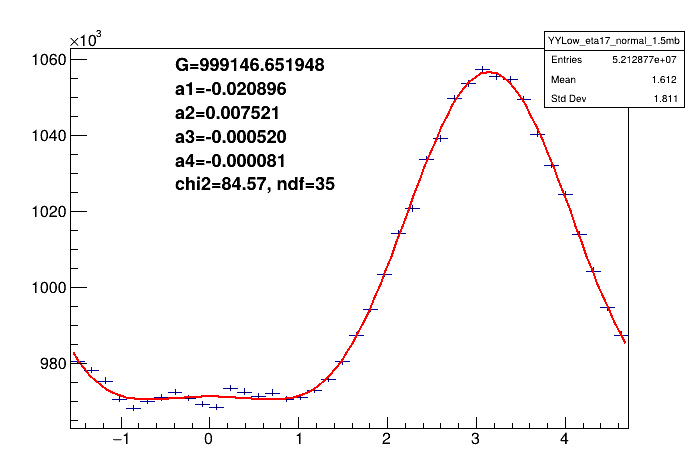 ×10³
YYLow_eta17_normal_1.5mb
Entries 5.212877e+07
Mean 1.612
Std Dev 1.811
G=999146.651948
a1=-0.020896
a2=0.007521
a3=-0.000520
a4=-0.000081
chi2=84.57, ndf=35
1060
1040
1020
1000
980
−1 0 1 2 3 4